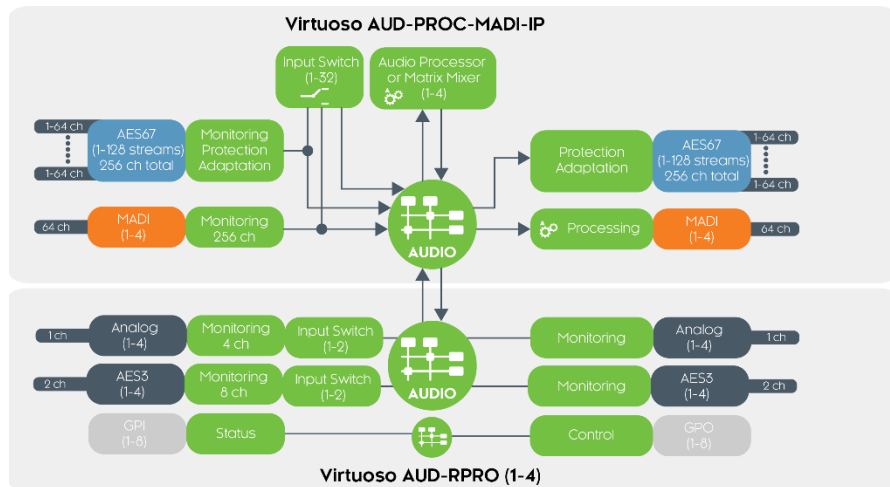 Virtuoso AUD-PROC-MADI-IP
Input Switch
(1-32)
Audio Processor
or Matrix Mixer
(1-4)
1-64 ch
1-64 ch
AES67
(1-128 streams)
256 ch total
Monitoring
Protection
Adaptation
Protection
Adaptation
AES67
(1-128 streams)
256 ch total
1-64 ch
1-64 ch
64 ch
MADI
(1-4)
Monitoring
256 ch
AUDIO
Processing
MADI
(1-4)
64 ch
1 ch
Analog
(1-4)
Monitoring
4 ch
Input Switch
(1-2)
Monitoring
Analog
(1-4)
1 ch
2 ch
AES3
(1-4)
Monitoring
8 ch
Input Switch
(1-2)
AUDIO
Monitoring
AES3
(1-4)
2 ch
GPI
(1-8)
Status
Control
GPO
(1-8)
Virtuoso AUD-RPRO (1-4)